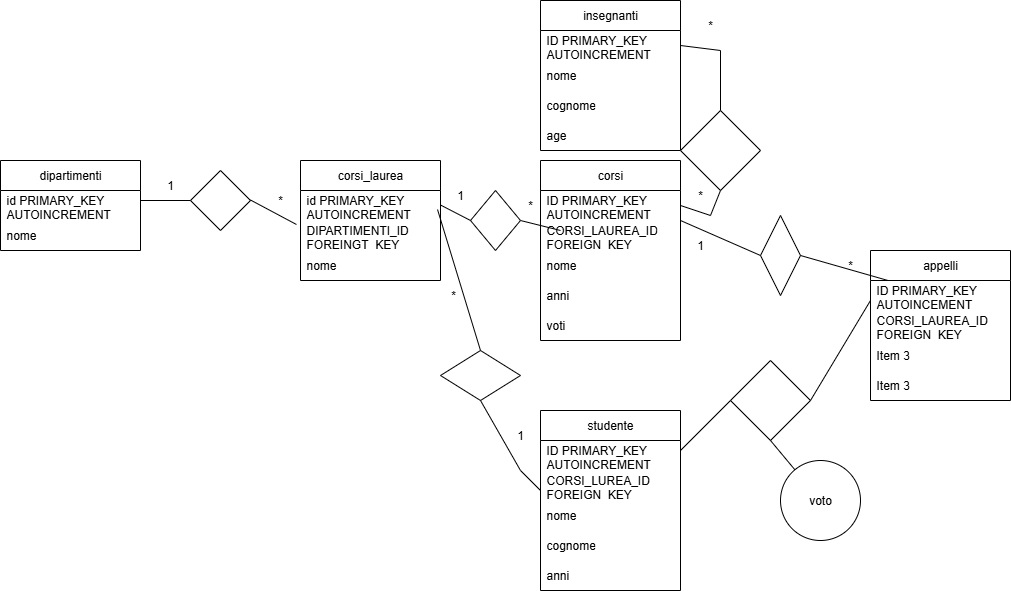 insegnanti
ID PRIMARY_KEY
AUTOINCREMENT
nome
cognome
age
*
dipartimenti
id PRIMARY_KEY
AUTOINCREMENT
nome
1
*
corsi_laurea
id PRIMARY_KEY
AUTOINCREMENT
DIPARTIMENTI_ID
FOREINGT KEY
nome
1
*
corsi
ID PRIMARY_KEY
AUTOINCREMENT
CORSI_LAUREA_ID
FOREIGN KEY
nome
anni
voti
*
1
*
appelli
ID PRIMARY_KEY
AUTOINCEMENT
CORSI_LAUREA_ID
FOREIGN KEY
Item 3
Item 3
*
1
studente
ID PRIMARY_KEY
AUTOINCREMENT
CORSI_LUREA_ID
FOREIGN KEY
nome
cognome
anni
voto